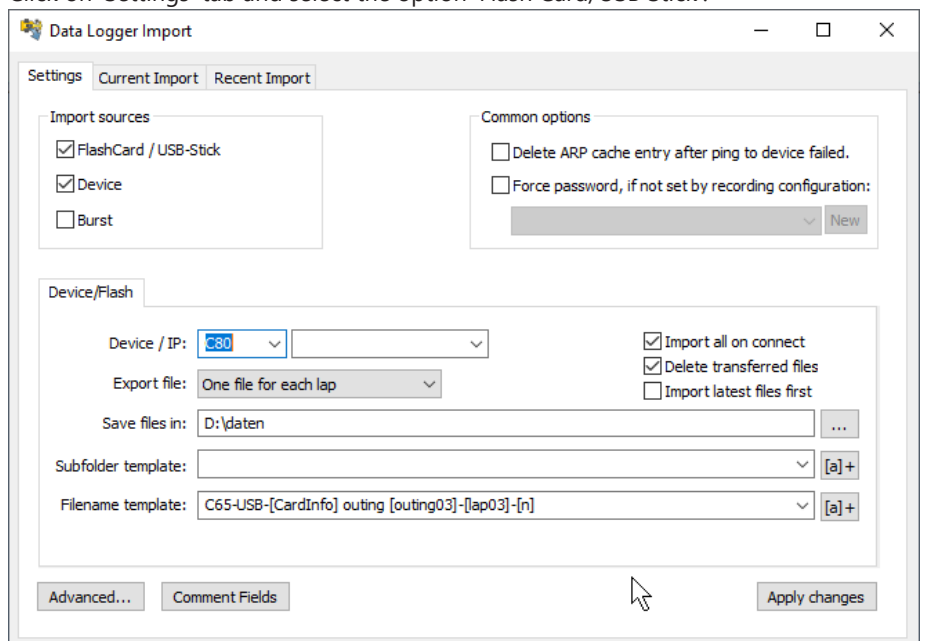 Data Logger Import
Settings Current Import Recent Import
Import sources
FlashCard / USB-Stick
Device
Burst
Common options
Delete ARP cache entry after ping to device failed.
Force password, if not set by recording configuration:
New
Device/Flash
Device / IP: C80
Import all on connect
Delete transferred files
Import latest files first
Export file: One file for each lap
Save files in: D:\daten ...
Subfolder template: [a]+
Filename template: C65-USB-[CardInfo] outing [outing03]-[lap03]-[n] [a]+
Advanced... Comment Fields Apply changes